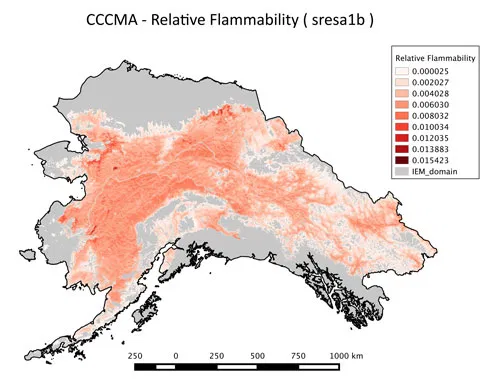 CCCMA - Relative Flammability ( sresa1b )
Relative Flammability
0.000025
0.002027
0.004028
0.006030
0.008032
0.010034
0.012035
0.013883
0.015423
IEM_domain
250 0 250 500 750 1000 km